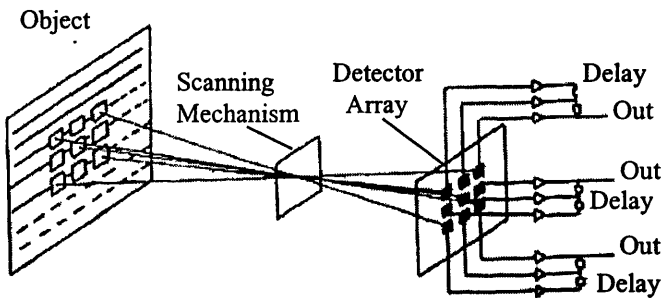 Object
Scanning
Mechanism
Detector
Array
Delay
Out
Out
Delay
Out
Delay